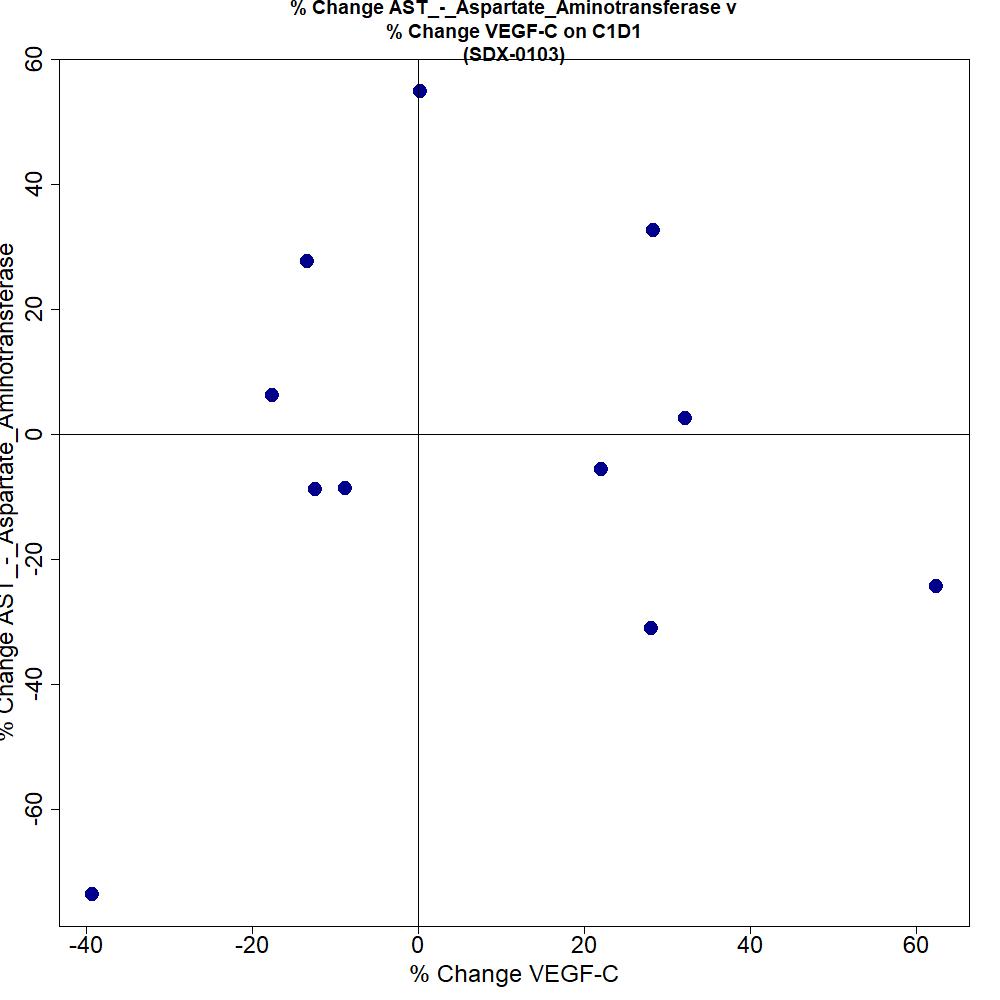 % Change AST_-_Aspartate_Aminotransferase v
% Change VEGF-C on C1D1
(SDX-0103)
% Change AST_-_Aspartate_Aminotransferase
60
40
20
0
-20
-40
-60
-40
-20
0
20
40
60
% Change VEGF-C